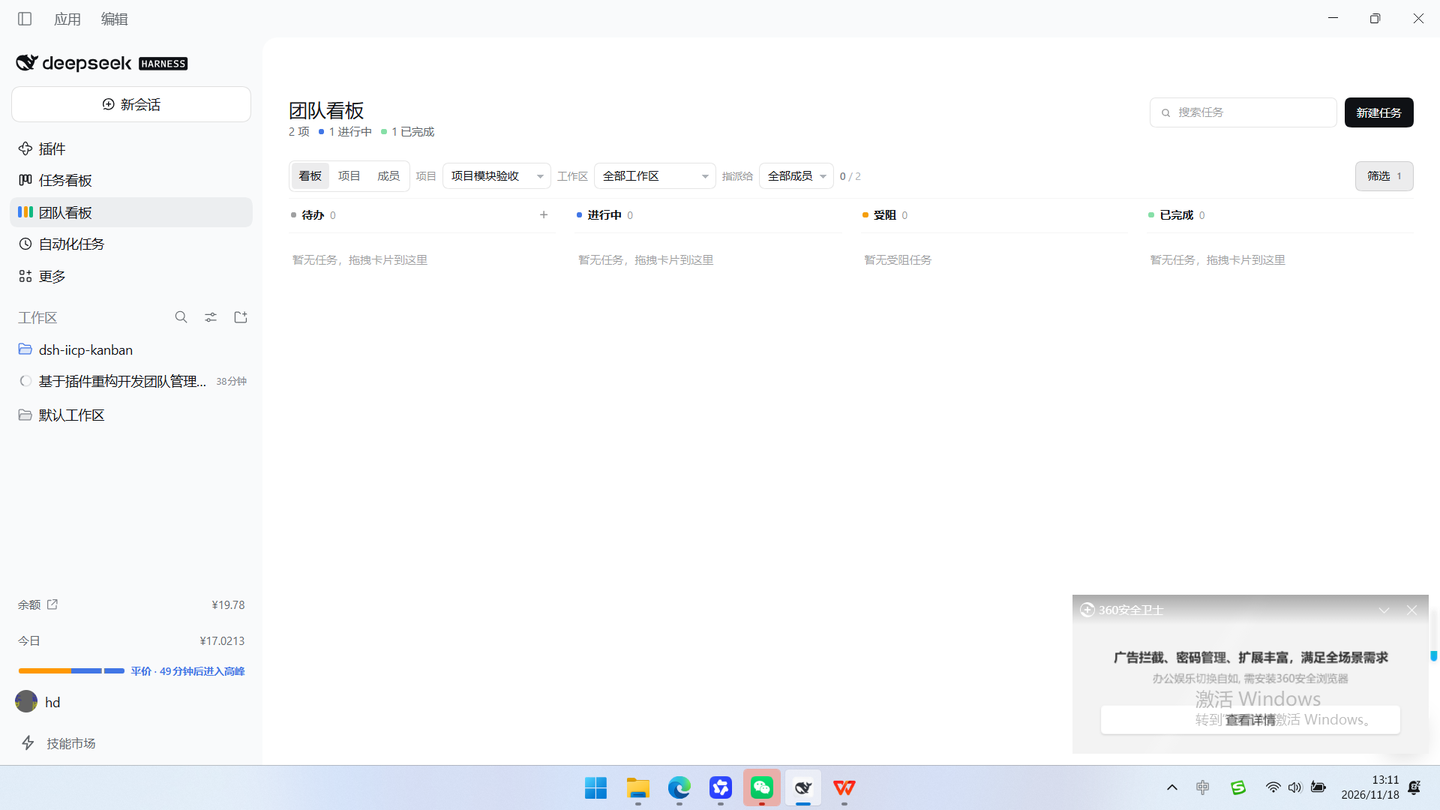 应用 编辑
deepseek HARNESS
新会话
插件
任务看板
团队看板
自动化任务
更多
工作区
dsh-iicp-kanban
基于插件重构开发团队管理... 38分钟
默认工作区
余额 ¥19.78
今日 ¥17.0213
平价 · 49分钟后进入高峰
hd
技能市场
团队看板
2 项 1 进行中 1 已完成
搜索任务
新建任务
看板 项目 成员 项目 项目模块验收 工作区 全部工作区 指派给 全部成员 0 / 2
筛选 1
待办 0 +
进行中 0
受阻 0
已完成 0
暂无任务，拖拽卡片到这里
暂无任务，拖拽卡片到这里
暂无受阻任务
暂无任务，拖拽卡片到这里
360安全卫士
广告拦截、密码管理、扩展丰富，满足全场景需求
办公娱乐切换自如, 需安装360安全浏览器
激活 Windows
查看详情
激活 Windows。
中
13:11
2026/11/18